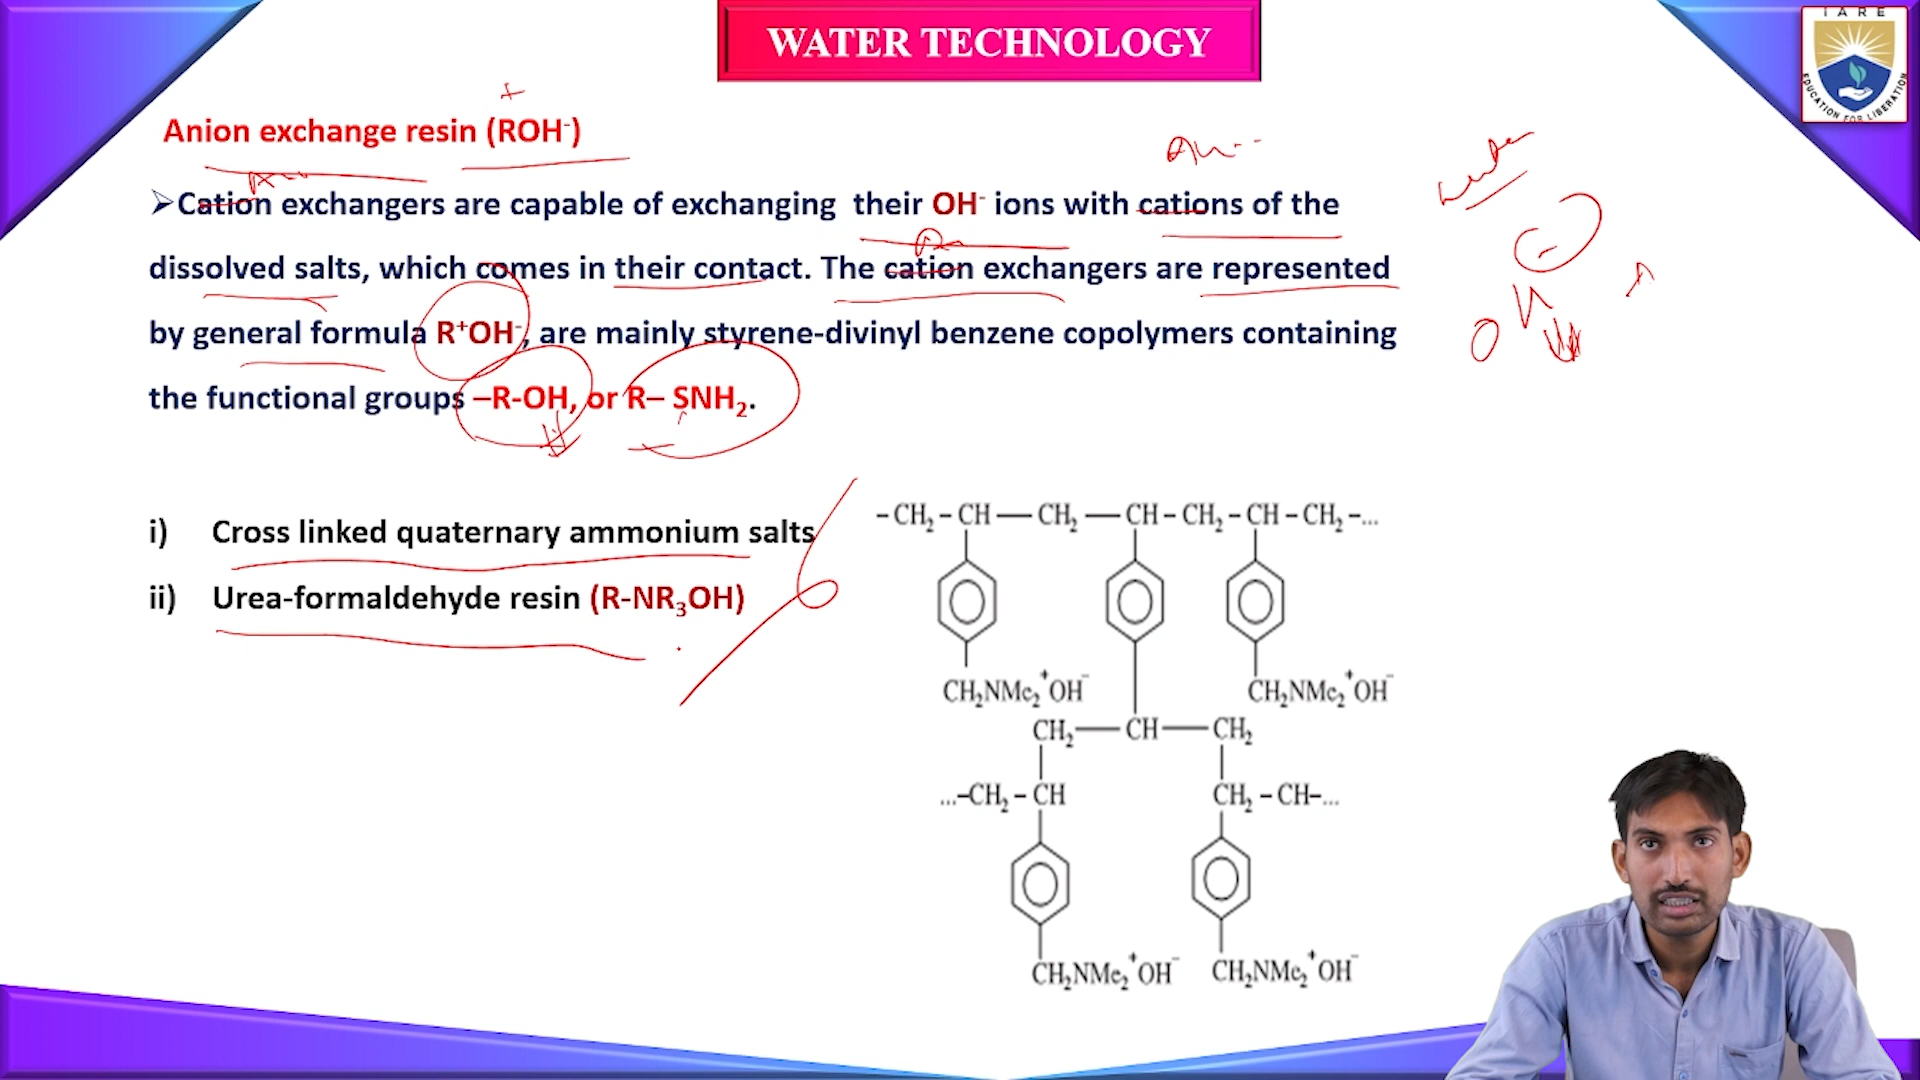 WATER TECHNOLOGY
IARE
EDUCATION FOR LIBERATION
+
Anion exchange resin (ROH⁻)
➢Cation exchangers are capable of exchanging their OH⁻ ions with cations of the
dissolved salts, which comes in their contact. The cation exchangers are represented
by general formula R⁺OH⁻, are mainly styrene-divinyl benzene copolymers containing
the functional groups –R-OH, or R– SNH₂.
i) Cross linked quaternary ammonium salts
ii) Urea-formaldehyde resin (R-NR₃OH)
-CH₂-CH—CH₂—CH-CH₂-CH-CH₂-...
CH₂NMe₂⁺OH⁻ CH₂NMe₂⁺OH⁻
CH₂—CH—CH₂
...-CH₂-CH CH₂-CH-...
CH₂NMe₂⁺OH⁻ CH₂NMe₂⁺OH⁻